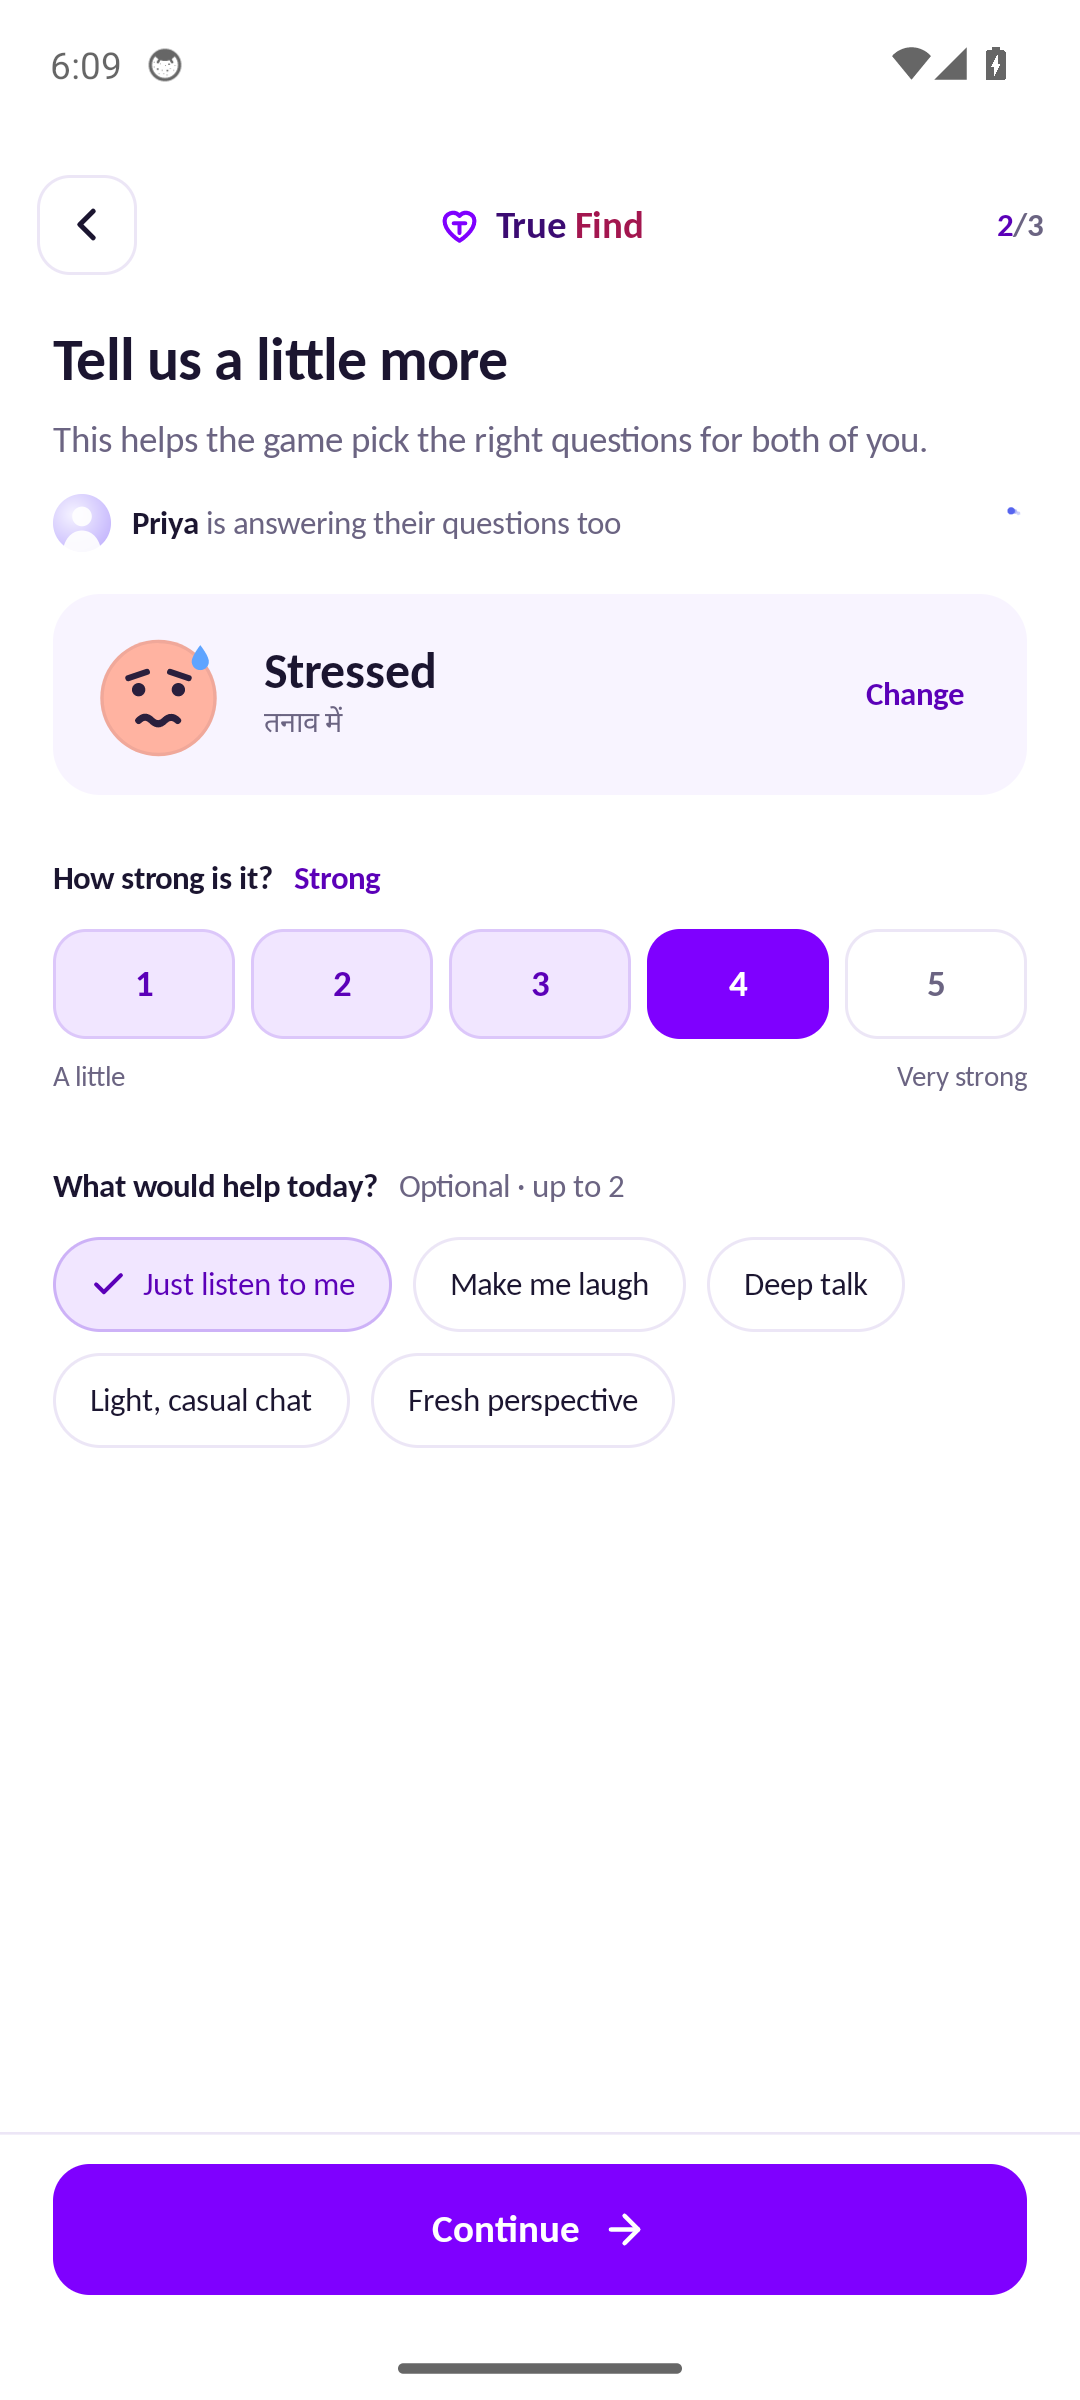 6:09
True Find
2/3
Tell us a little more
This helps the game pick the right questions for both of you.
Priya is answering their questions too
Stressed
तनाव में
Change
How strong is it? Strong
1 2 3 4 5
A little Very strong
What would help today? Optional · up to 2
Just listen to me Make me laugh Deep talk
Light, casual chat Fresh perspective
Continue